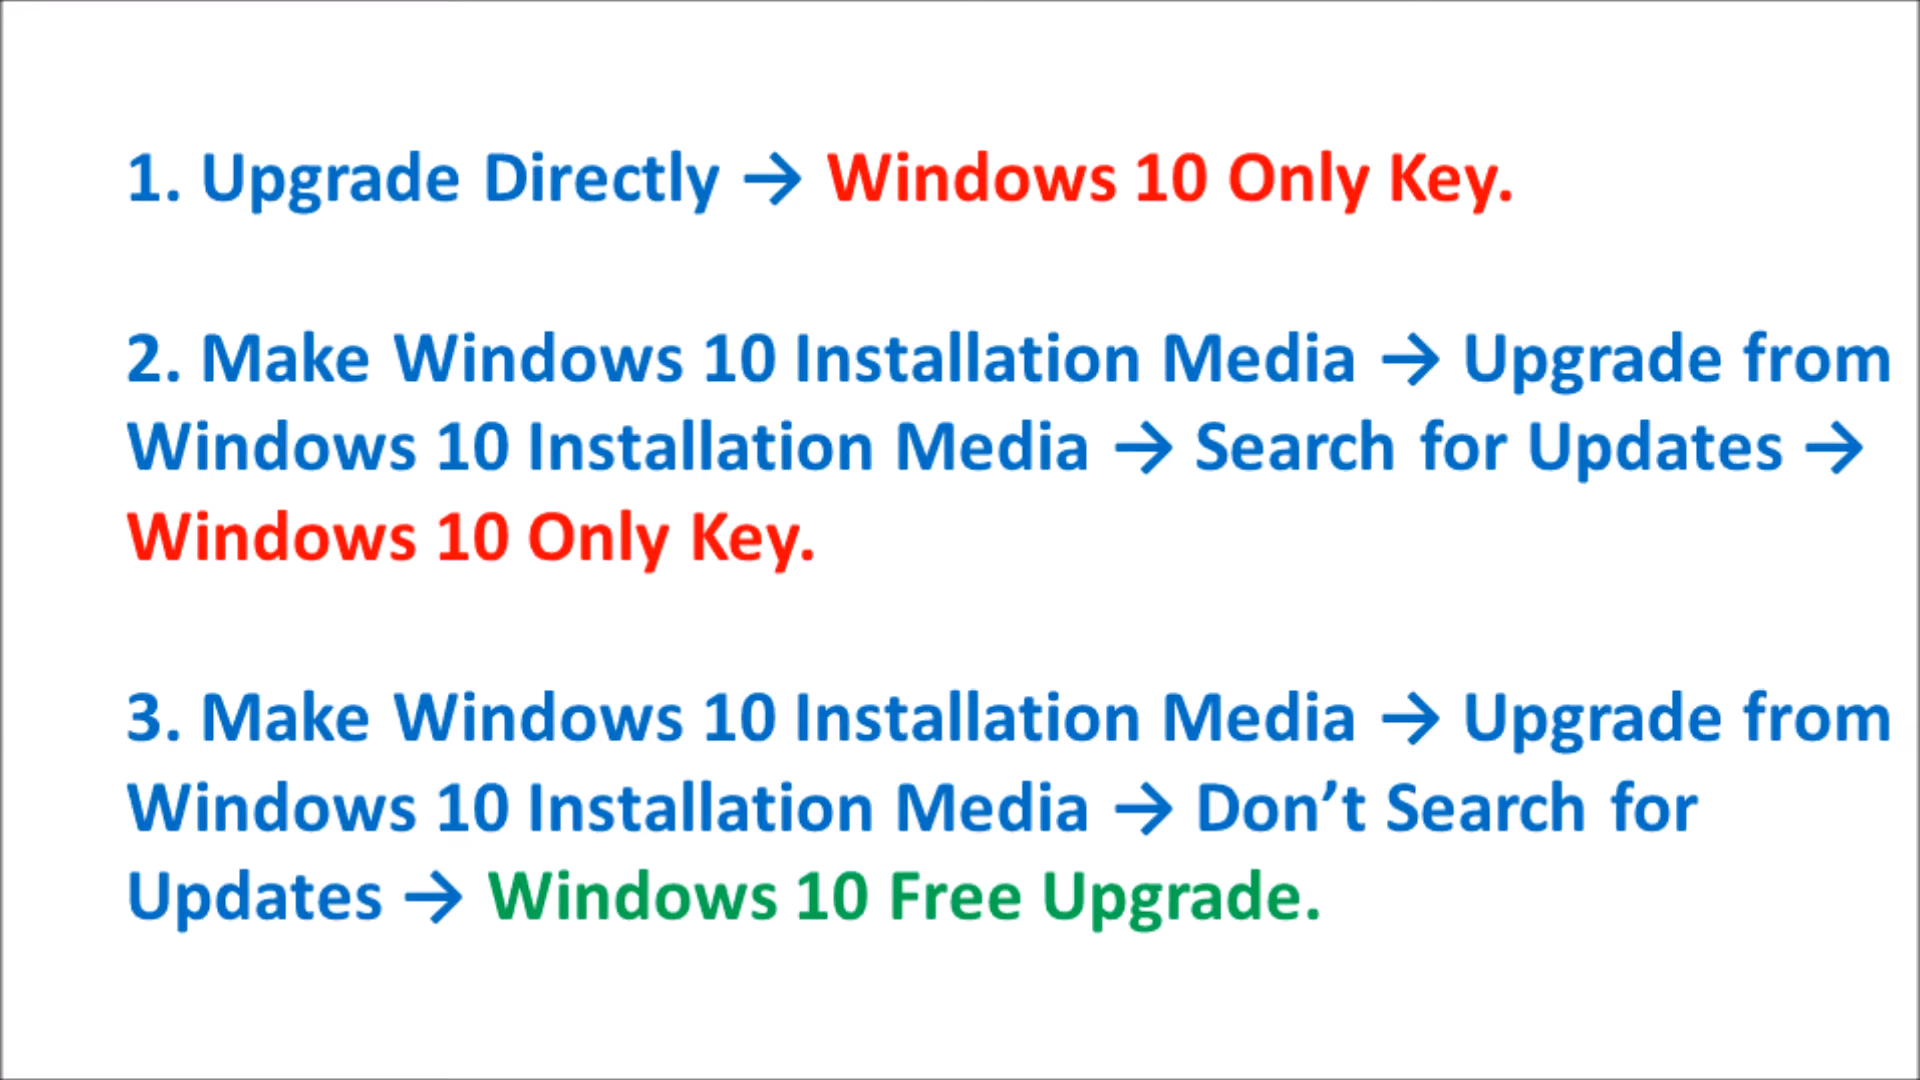 1. Upgrade Directly → Windows 10 Only Key.
2. Make Windows 10 Installation Media → Upgrade from
Windows 10 Installation Media → Search for Updates →
Windows 10 Only Key.
3. Make Windows 10 Installation Media → Upgrade from
Windows 10 Installation Media → Don’t Search for
Updates → Windows 10 Free Upgrade.